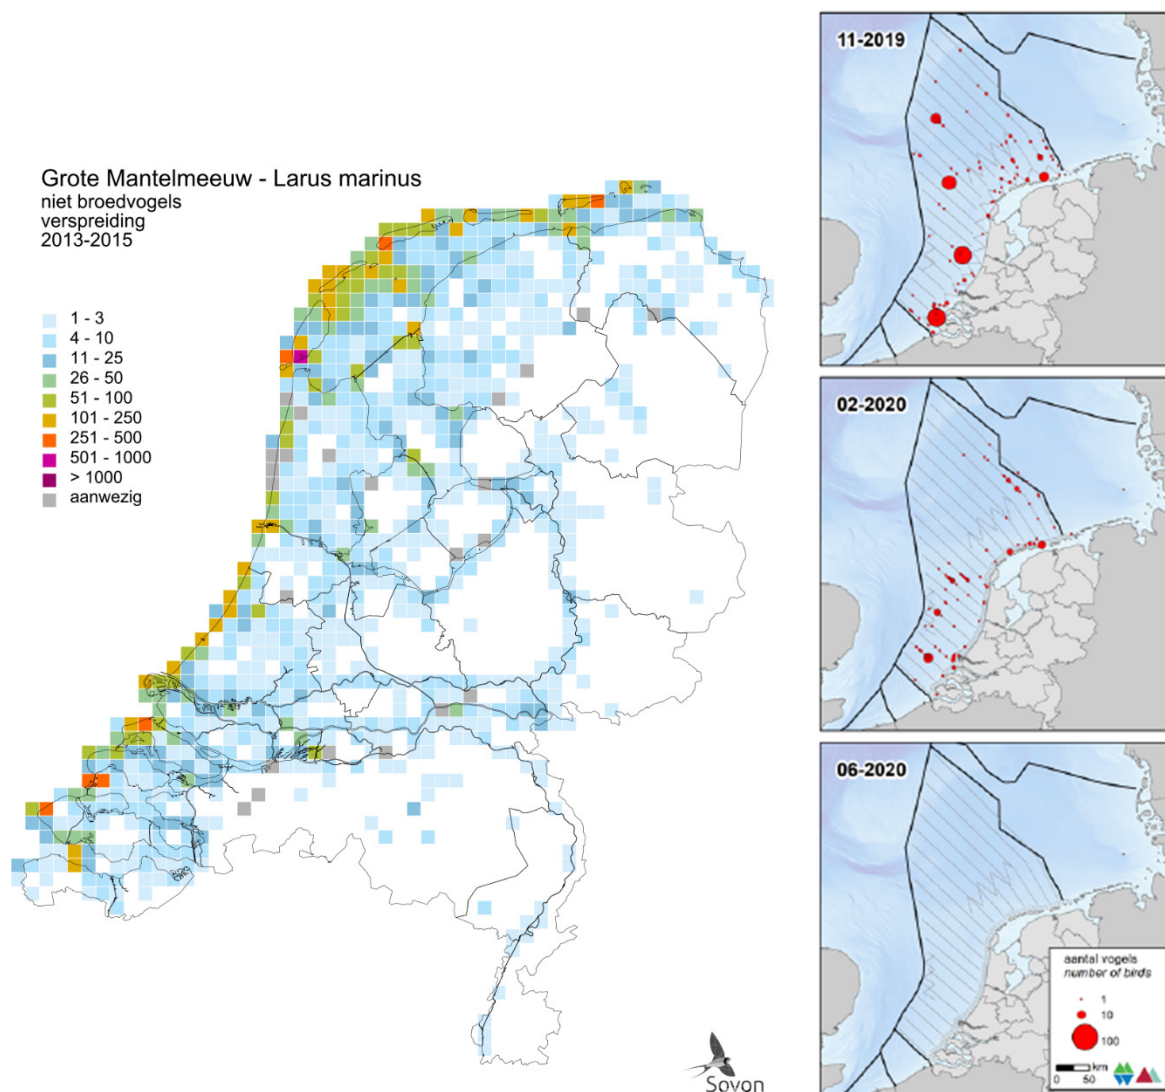 Grote Mantelmeeuw - Larus marinus
niet broedvogels
verspreiding
2013-2015
1 - 3
4 - 10
11 - 25
26 - 50
51 - 100
101 - 250
251 - 500
501 - 1000
> 1000
aanwezig
Sovon
11-2019
02-2020
06-2020
aantal vogels
number of birds
1
10
100
km
0 50